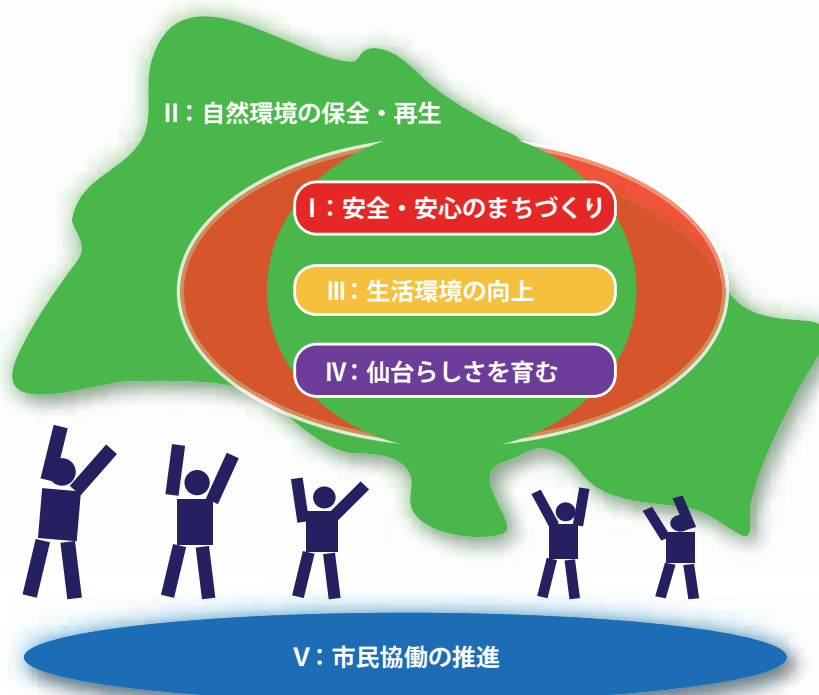 Ⅱ：自然環境の保全・再生
Ⅰ：安全・安心のまちづくり
Ⅲ：生活環境の向上
Ⅳ：仙台らしさを育む
Ⅴ：市民協働の推進